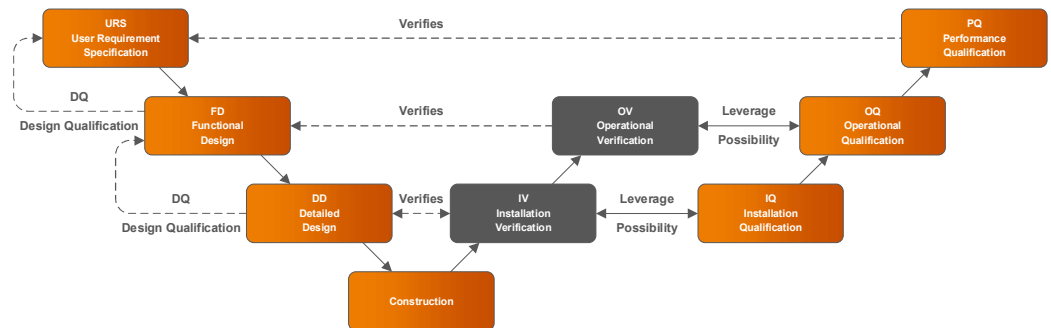 URS
User Requirement
Specification
Verifies
PQ
Performance
Qualification
DQ
Design Qualification
FD
Functional
Design
Verifies
OV
Operational
Verification
Leverage
Possibility
OQ
Operational
Qualification
DQ
Design Qualification
DD
Detailed
Design
Verifies
IV
Installation
Verification
Leverage
Possibility
IQ
Installation
Qualification
Construction